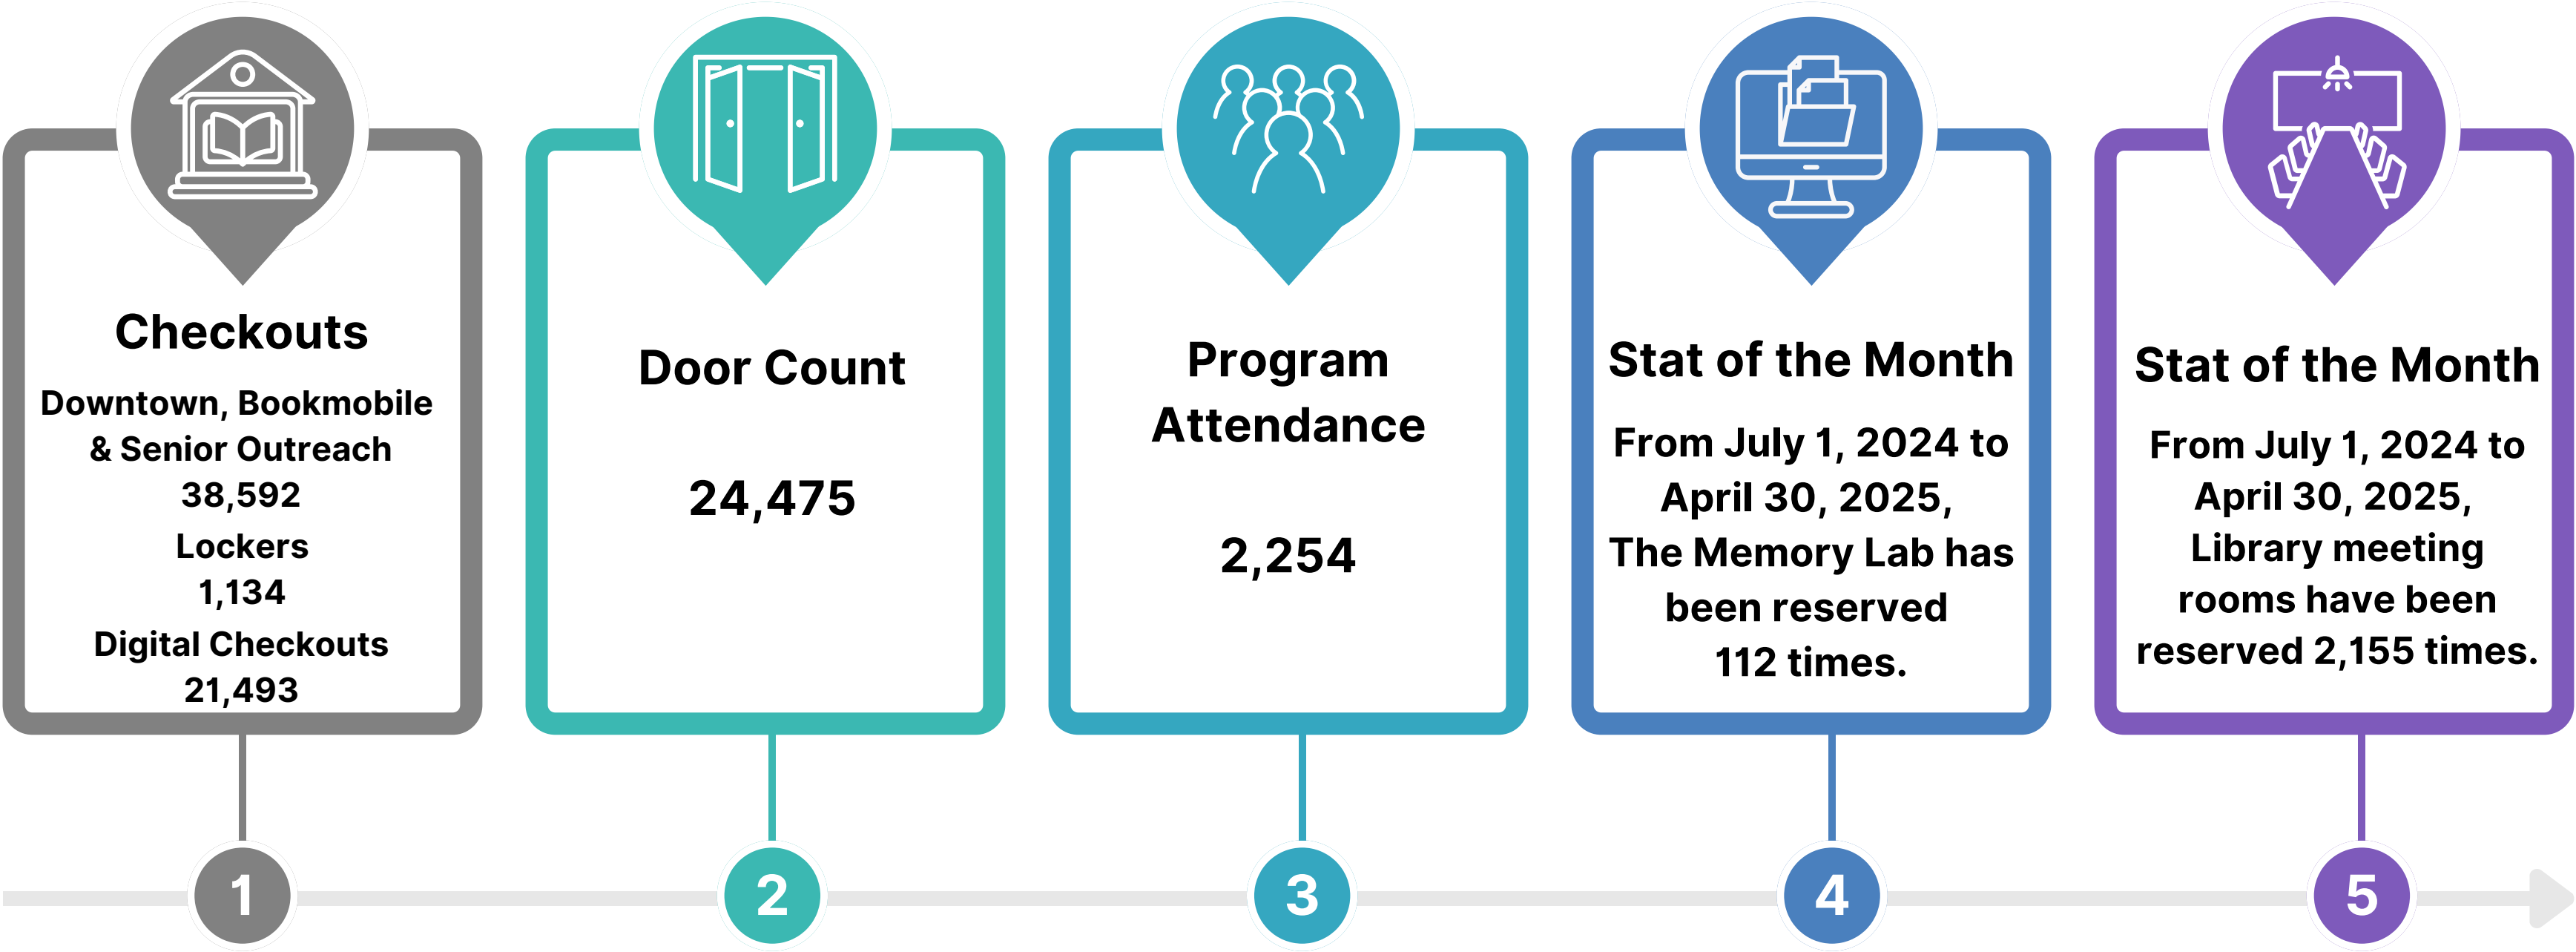 Checkouts
Downtown, Bookmobile
& Senior Outreach
38,592
Lockers
1,134
Digital Checkouts
21,493
Door Count
24,475
Program
Attendance
2,254
Stat of the Month
From July 1, 2024 to
April 30, 2025,
The Memory Lab has
been reserved
112 times.
Stat of the Month
From July 1, 2024 to
April 30, 2025,
Library meeting
rooms have been
reserved 2,155 times.
1
2
3
4
5